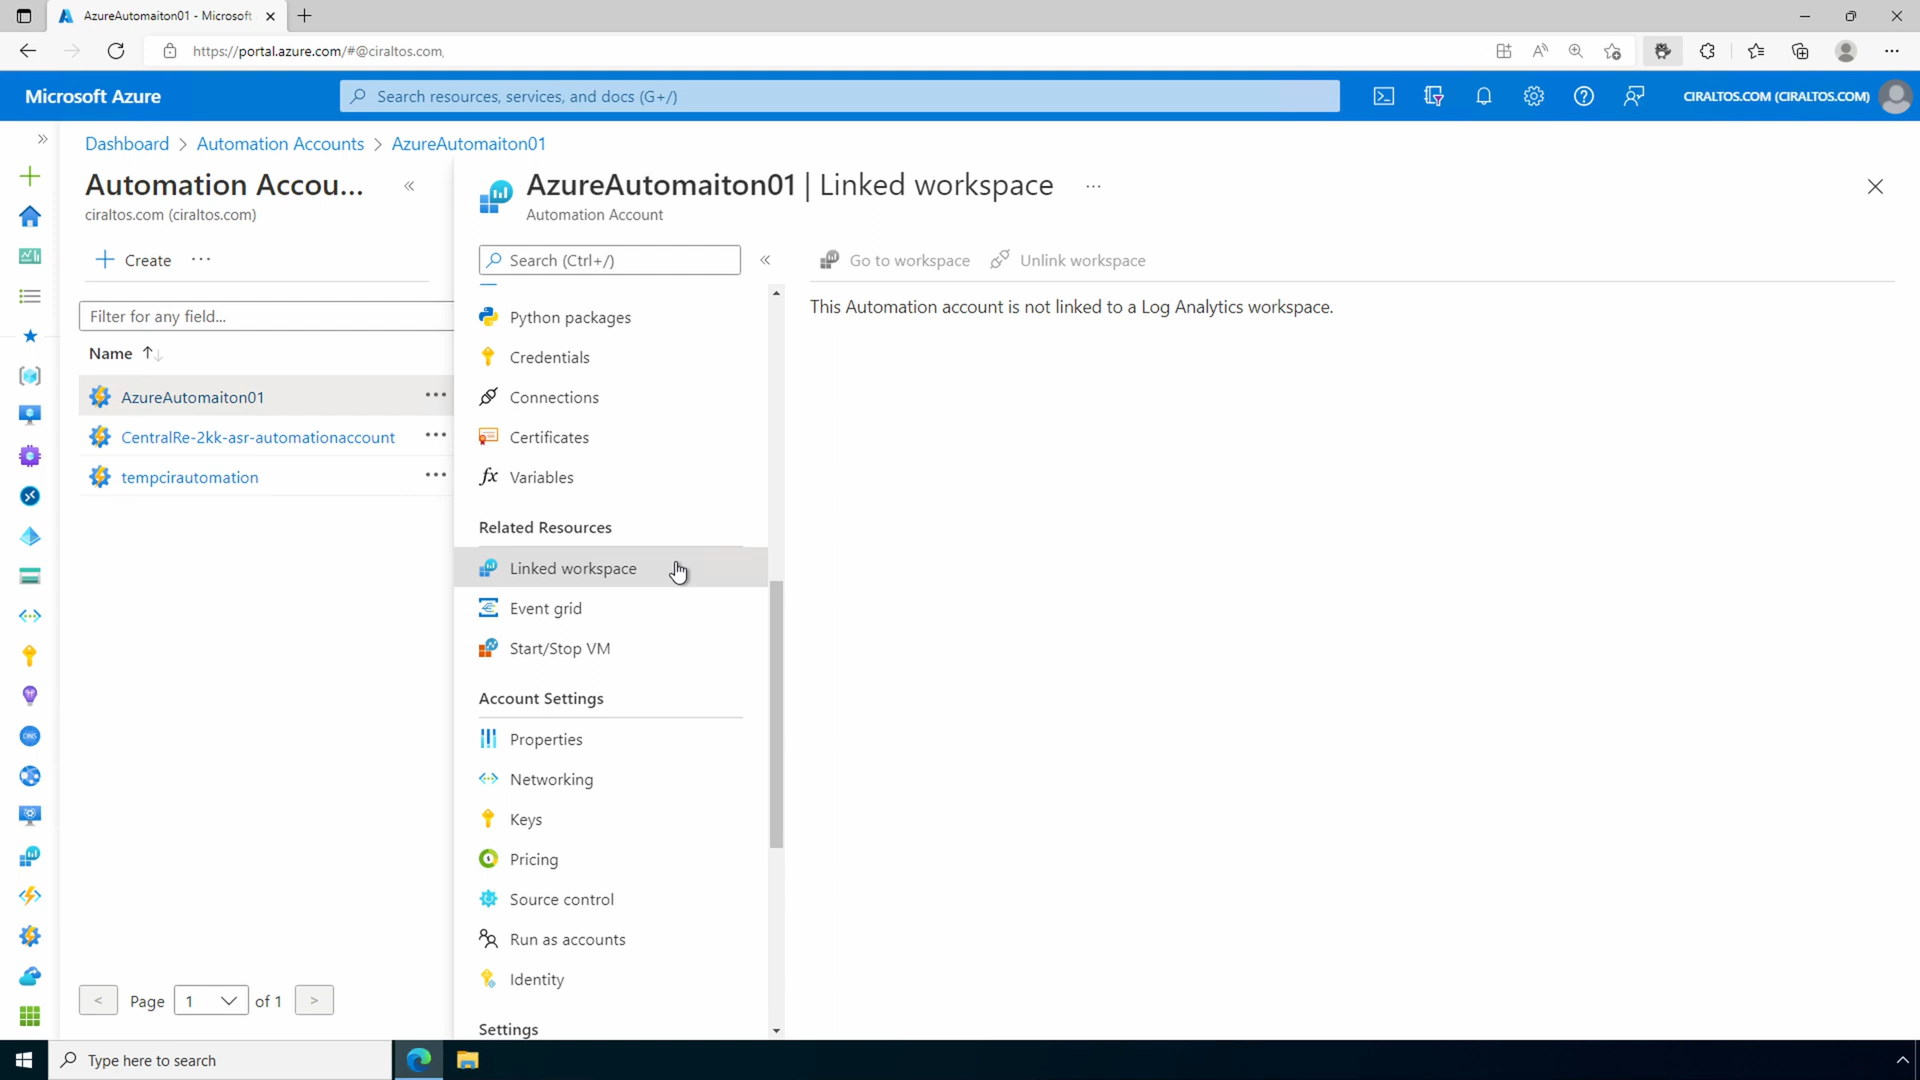 AzureAutomaiton01 - Microsoft
https://portal.azure.com/#@ciraltos.com,
Microsoft Azure
Search resources, services, and docs (G+/)
CIRALTOS.COM (CIRALTOS.COM)
Dashboard > Automation Accounts > AzureAutomaiton01
Automation Accou...
ciraltos.com (ciraltos.com)
Create
Filter for any field...
Name
AzureAutomaiton01
CentralRe-2kk-asr-automationaccount
tempcirautomation
< Page 1 of 1 >
AzureAutomaiton01 | Linked workspace
Automation Account
Search (Ctrl+/)
Python packages
Credentials
Connections
Certificates
Variables
Related Resources
Linked workspace
Event grid
Start/Stop VM
Account Settings
Properties
Networking
Keys
Pricing
Source control
Run as accounts
Identity
Settings
Go to workspace
Unlink workspace
This Automation account is not linked to a Log Analytics workspace.
Type here to search